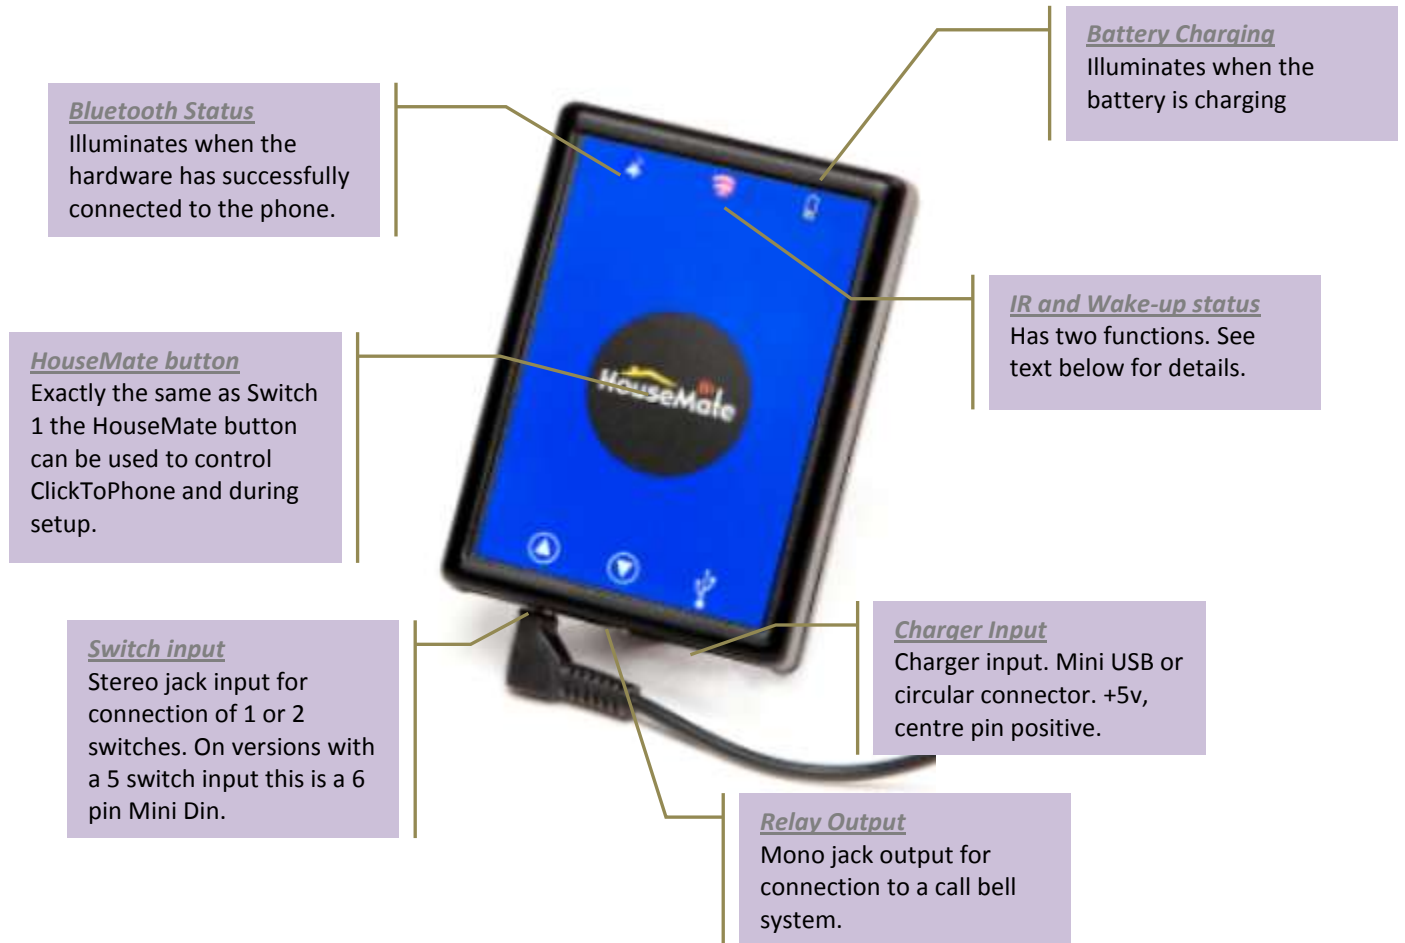 Battery Charging
Illuminates when the
battery is charging
Bluetooth Status
Illuminates when the
hardware has successfully
connected to the phone.
IR and Wake-up status
Has two functions. See
text below for details.
HouseMate button
Exactly the same as Switch
1 the HouseMate button
can be used to control
ClickToPhone and during
setup.
HouseMate
Switch input
Stereo jack input for
connection of 1 or 2
switches. On versions with
a 5 switch input this is a 6
pin Mini Din.
Charger Input
Charger input. Mini USB or
circular connector. +5v,
centre pin positive.
Relay Output
Mono jack output for
connection to a call bell
system.